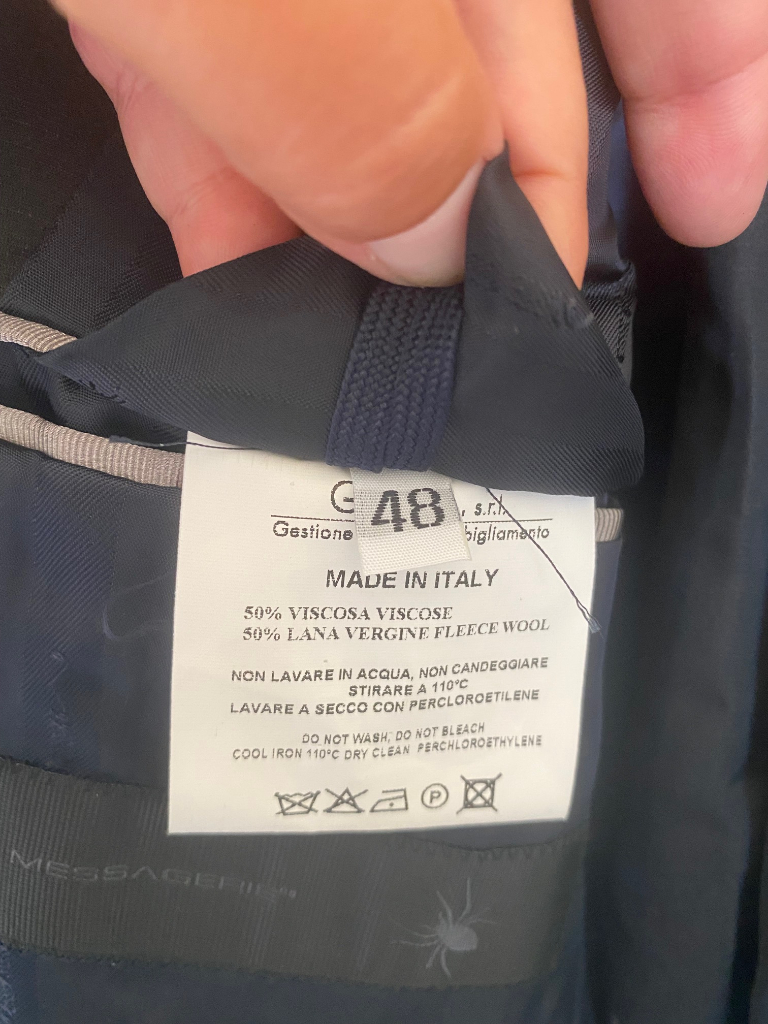 48
G , s.r.l.
Gestione bigliamento
MADE IN ITALY
50% VISCOSA VISCOSE
50% LANA VERGINE FLEECE WOOL
NON LAVARE IN ACQUA, NON CANDEGGIARE
STIRARE A 110°C
LAVARE A SECCO CON PERCLOROETILENE
DO NOT WASH, DO NOT BLEACH
COOL IRON 110°C DRY CLEAN PERCHLOROETHYLENE
P
MESSAGERIE